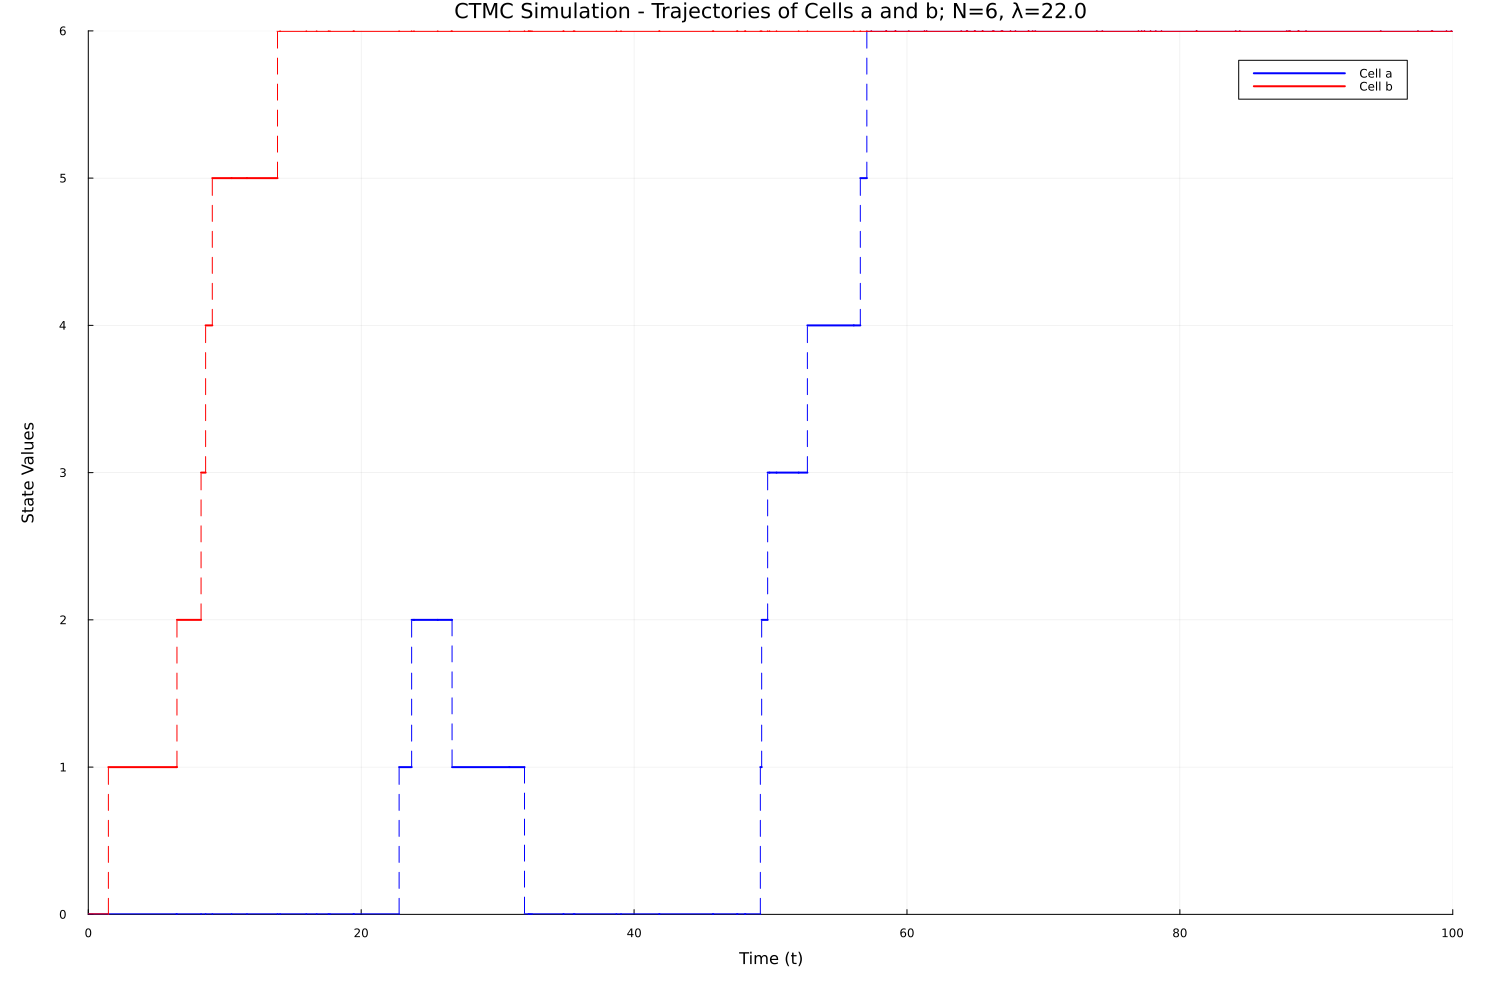 CTMC Simulation - Trajectories of Cells a and b; N=6, λ=22.0
6
Cell a
Cell b
5
4
3
2
1
0
State Values
0 20 40 60 80 100
Time (t)